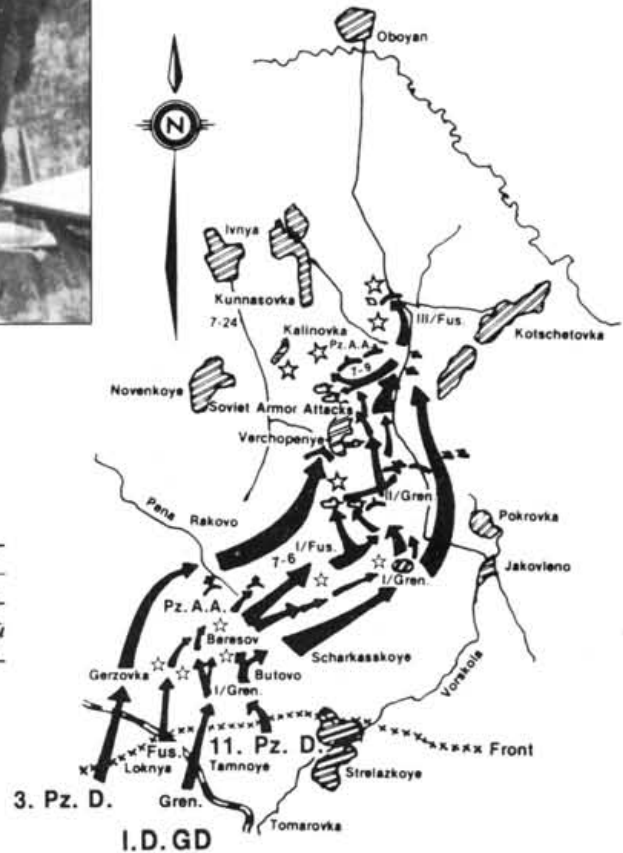 Oboyan
N
Ivnya
Kunnasovka
7-24
Kalinovka
Pz.A.A.
III/Fus.
Kotschetovka
7-9
Novenkoye
Soviet Armor Attacks
Verchopenye
Pena
Rakovo
II/Gren.
Pokrovka
I/Fus.
7-6
I/Gren.
Jakovleno
Pz. A.A.
Beresov
Scharkasskoye
Vorskola
Gerzovka
Butovo
I/Gren.
Fus.
11. Pz. D.
Front
Loknya
Tamnoye
Strelazkoye
3. Pz. D.
Gren.
Tomarovka
I.D. GD